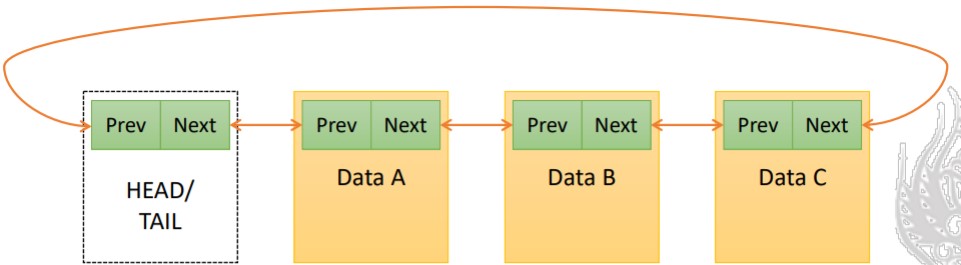 Prev Next Prev Next Prev Next Prev Next
HEAD/
TAIL
Data A
Data B
Data C